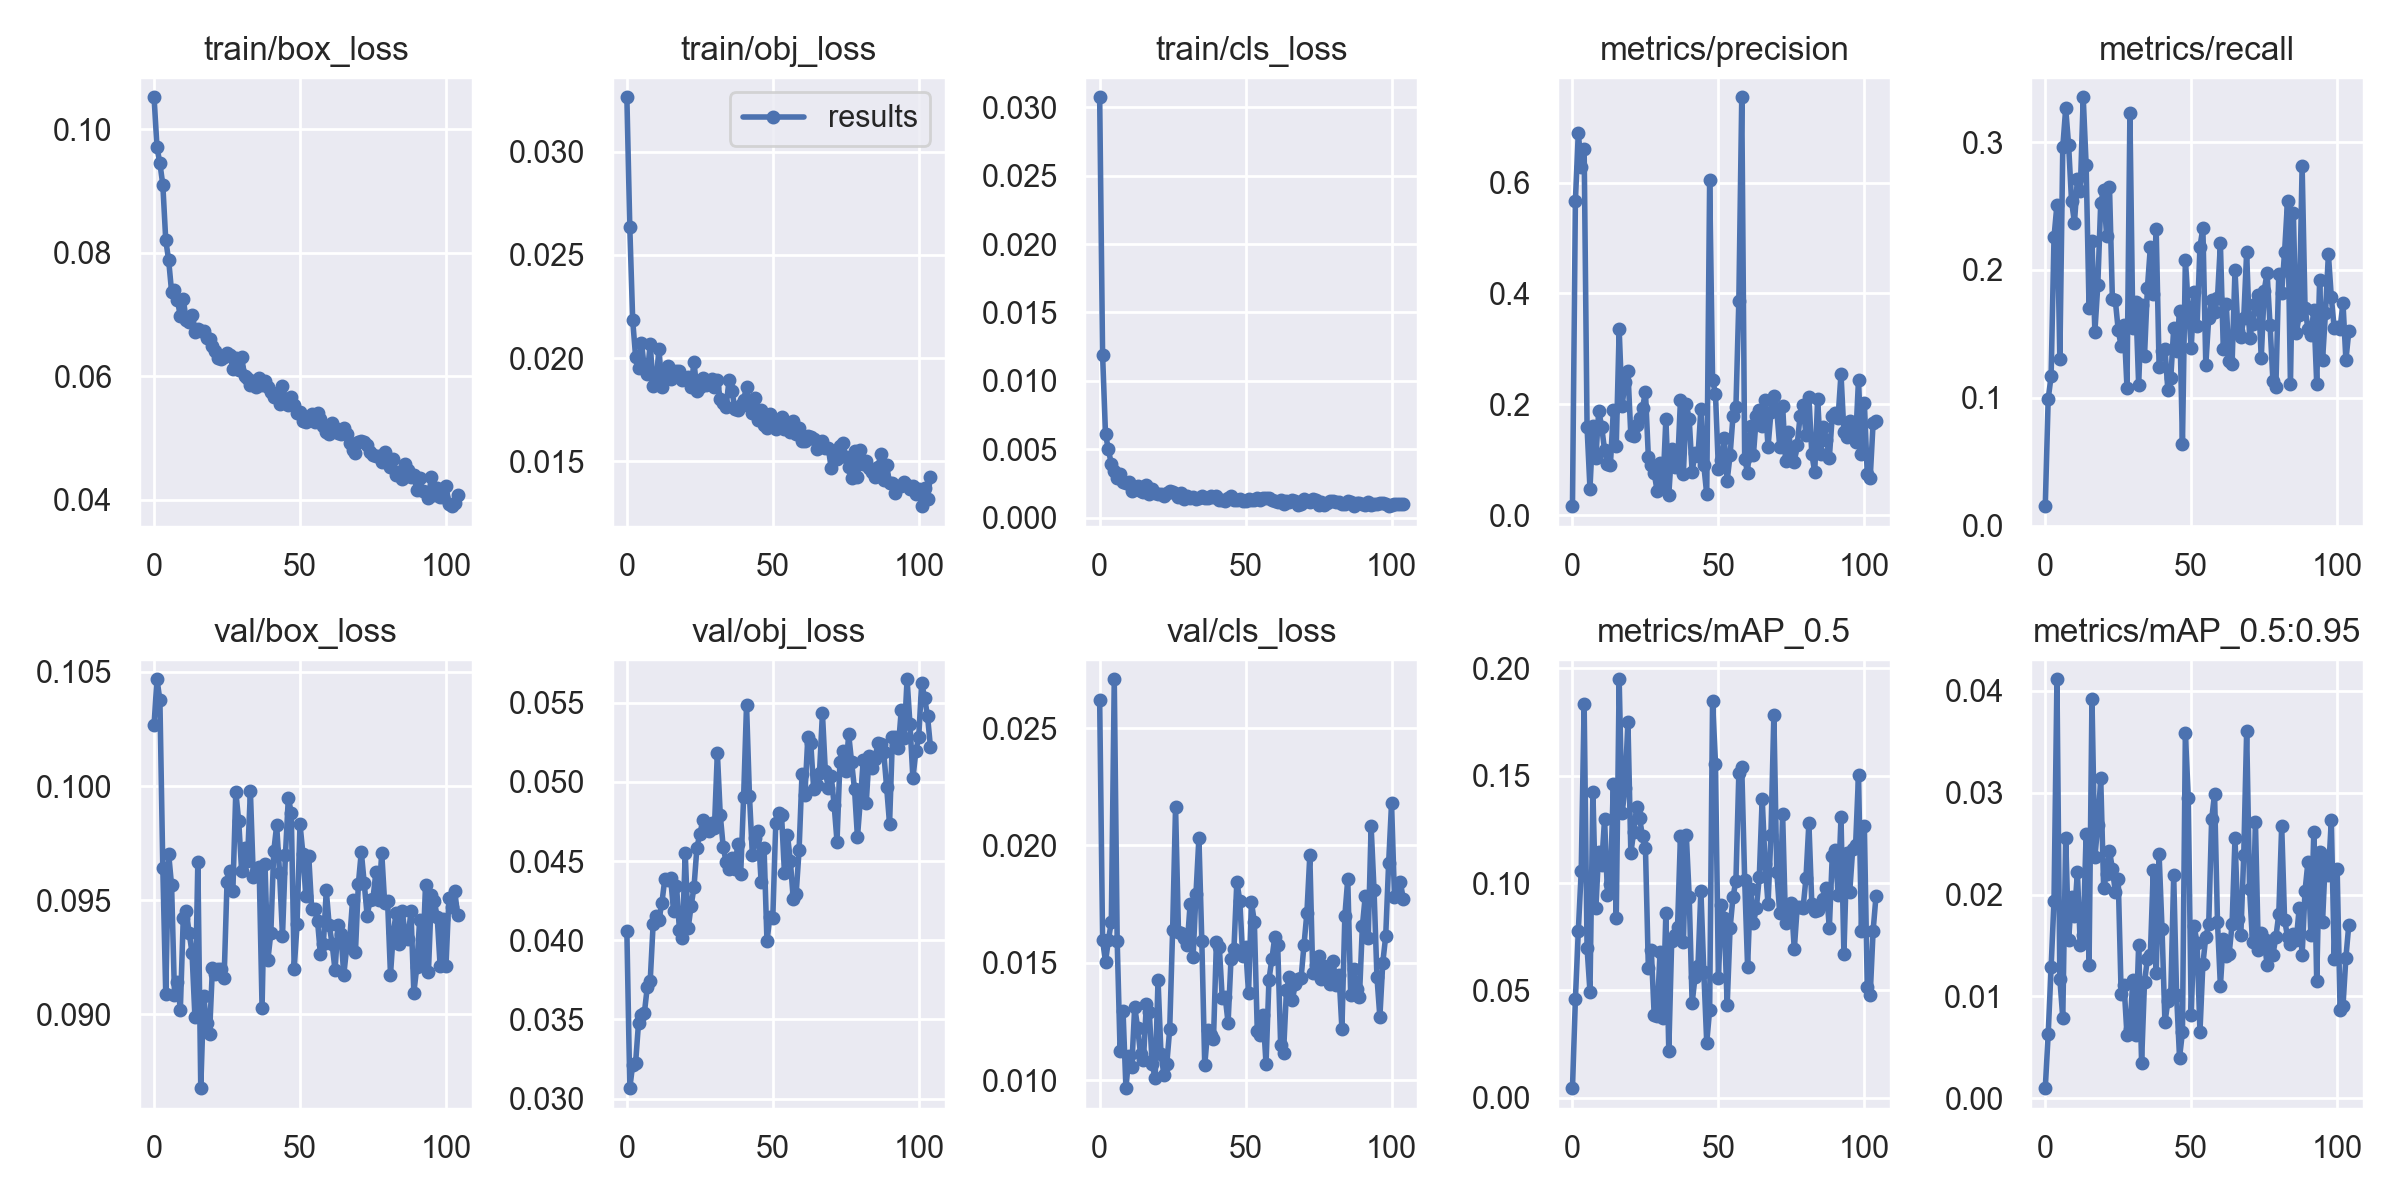 train/box_loss
train/obj_loss
train/cls_loss
metrics/precision
metrics/recall
0.10
0.08
0.06
0.04
0 50 100
results
0.030
0.025
0.020
0.015
0 50 100
0.030
0.025
0.020
0.015
0.010
0.005
0.000
0 50 100
0.6
0.4
0.2
0.0
0 50 100
0.3
0.2
0.1
0.0
0 50 100
val/box_loss
val/obj_loss
val/cls_loss
metrics/mAP_0.5
metrics/mAP_0.5:0.95
0.105
0.100
0.095
0.090
0 50 100
0.055
0.050
0.045
0.040
0.035
0.030
0 50 100
0.025
0.020
0.015
0.010
0 50 100
0.20
0.15
0.10
0.05
0.00
0 50 100
0.04
0.03
0.02
0.01
0.00
0 50 100